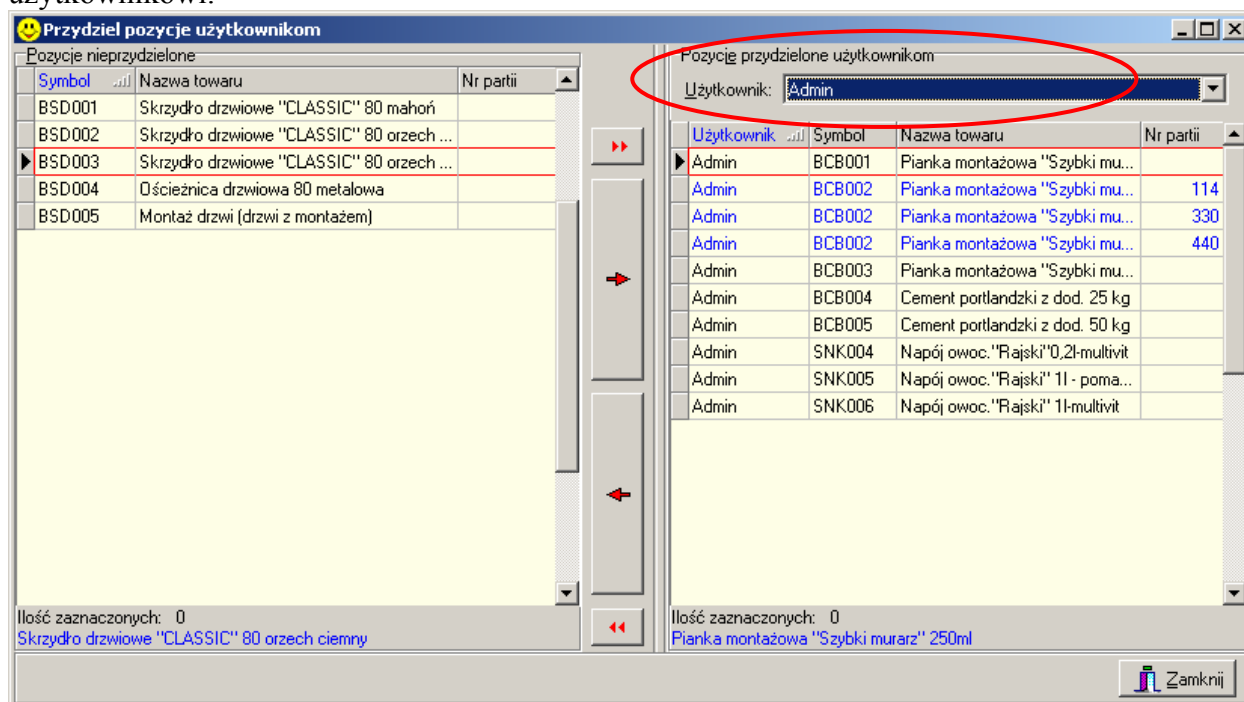 użytkownikowi.
Przydziel pozycje użytkownikom
Pozycje nieprzydzielone
Symbol Nazwa towaru Nr partii
BSD001 Skrzydło drzwiowe "CLASSIC" 80 mahoń
BSD002 Skrzydło drzwiowe "CLASSIC" 80 orzech ...
BSD003 Skrzydło drzwiowe "CLASSIC" 80 orzech ...
BSD004 Ościeżnica drzwiowa 80 metalowa
BSD005 Montaż drzwi (drzwi z montażem)
Ilość zaznaczonych: 0
Skrzydło drzwiowe "CLASSIC" 80 orzech ciemny
Pozycje przydzielone użytkownikom
Użytkownik: Admin
Użytkownik Symbol Nazwa towaru Nr partii
Admin BCB001 Pianka montażowa "Szybki mu...
Admin BCB002 Pianka montażowa "Szybki mu... 114
Admin BCB002 Pianka montażowa "Szybki mu... 330
Admin BCB002 Pianka montażowa "Szybki mu... 440
Admin BCB003 Pianka montażowa "Szybki mu...
Admin BCB004 Cement portlandzki z dod. 25 kg
Admin BCB005 Cement portlandzki z dod. 50 kg
Admin SNK004 Napój owoc."Rajski"0,2l-multivit
Admin SNK005 Napój owoc."Rajski" 1l - poma...
Admin SNK006 Napój owoc."Rajski" 1l-multivit
Ilość zaznaczonych: 0
Pianka montażowa "Szybki murarz" 250ml
Zamknij